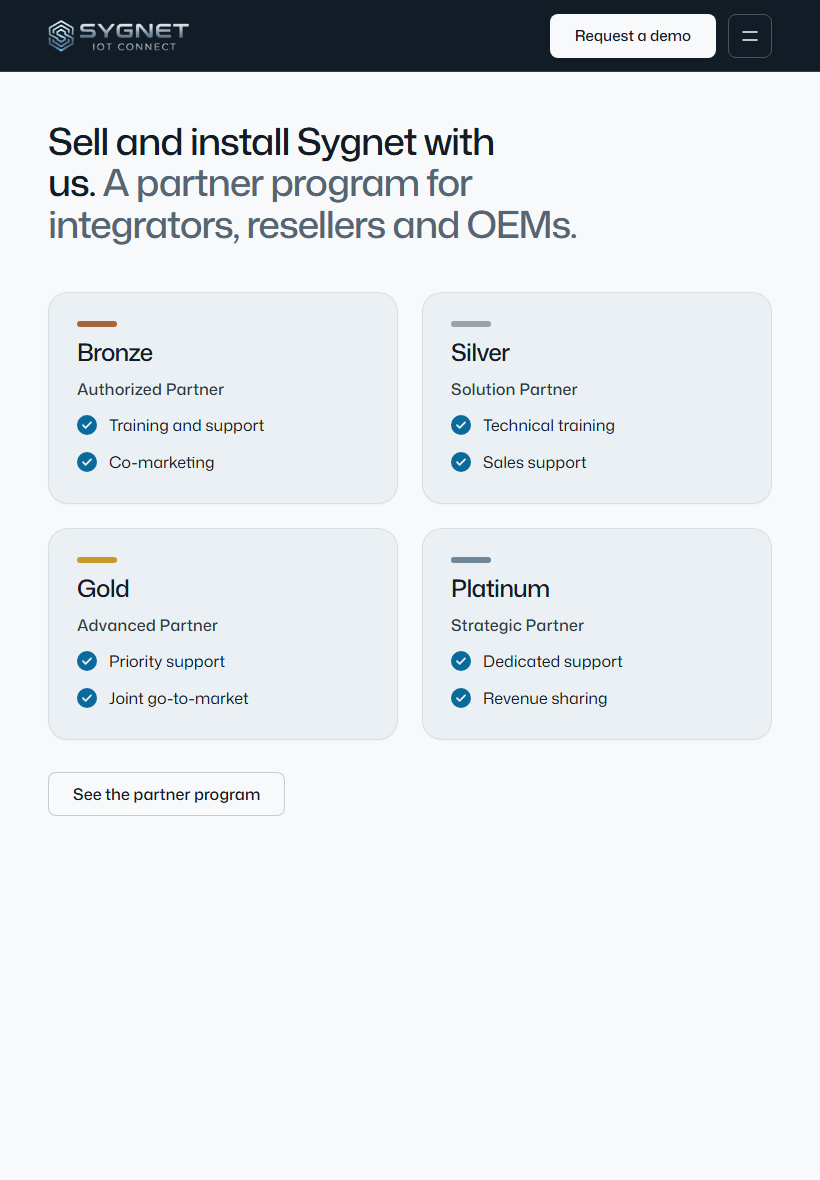 SYGNET
IOT CONNECT
Request a demo
Sell and install Sygnet with
us. A partner program for
integrators, resellers and OEMs.
Bronze
Authorized Partner
Training and support
Co-marketing
Silver
Solution Partner
Technical training
Sales support
Gold
Advanced Partner
Priority support
Joint go-to-market
Platinum
Strategic Partner
Dedicated support
Revenue sharing
See the partner program